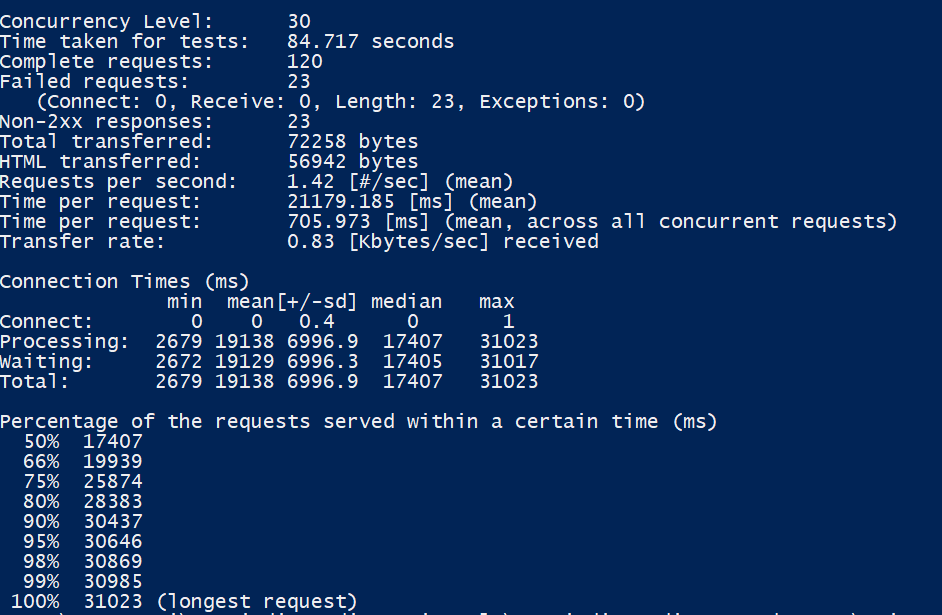 Concurrency Level:      30
Time taken for tests:   84.717 seconds
Complete requests:      120
Failed requests:        23
   (Connect: 0, Receive: 0, Length: 23, Exceptions: 0)
Non-2xx responses:      23
Total transferred:      72258 bytes
HTML transferred:       56942 bytes
Requests per second:    1.42 [#/sec] (mean)
Time per request:       21179.185 [ms] (mean)
Time per request:       705.973 [ms] (mean, across all concurrent requests)
Transfer rate:          0.83 [Kbytes/sec] received

Connection Times (ms)
              min  mean[+/-sd] median   max
Connect:        0    0   0.4      0       1
Processing:  2679 19138 6996.9  17407   31023
Waiting:     2672 19129 6996.3  17405   31017
Total:       2679 19138 6996.9  17407   31023

Percentage of the requests served within a certain time (ms)
  50%  17407
  66%  19939
  75%  25874
  80%  28383
  90%  30437
  95%  30646
  98%  30869
  99%  30985
 100%  31023 (longest request)